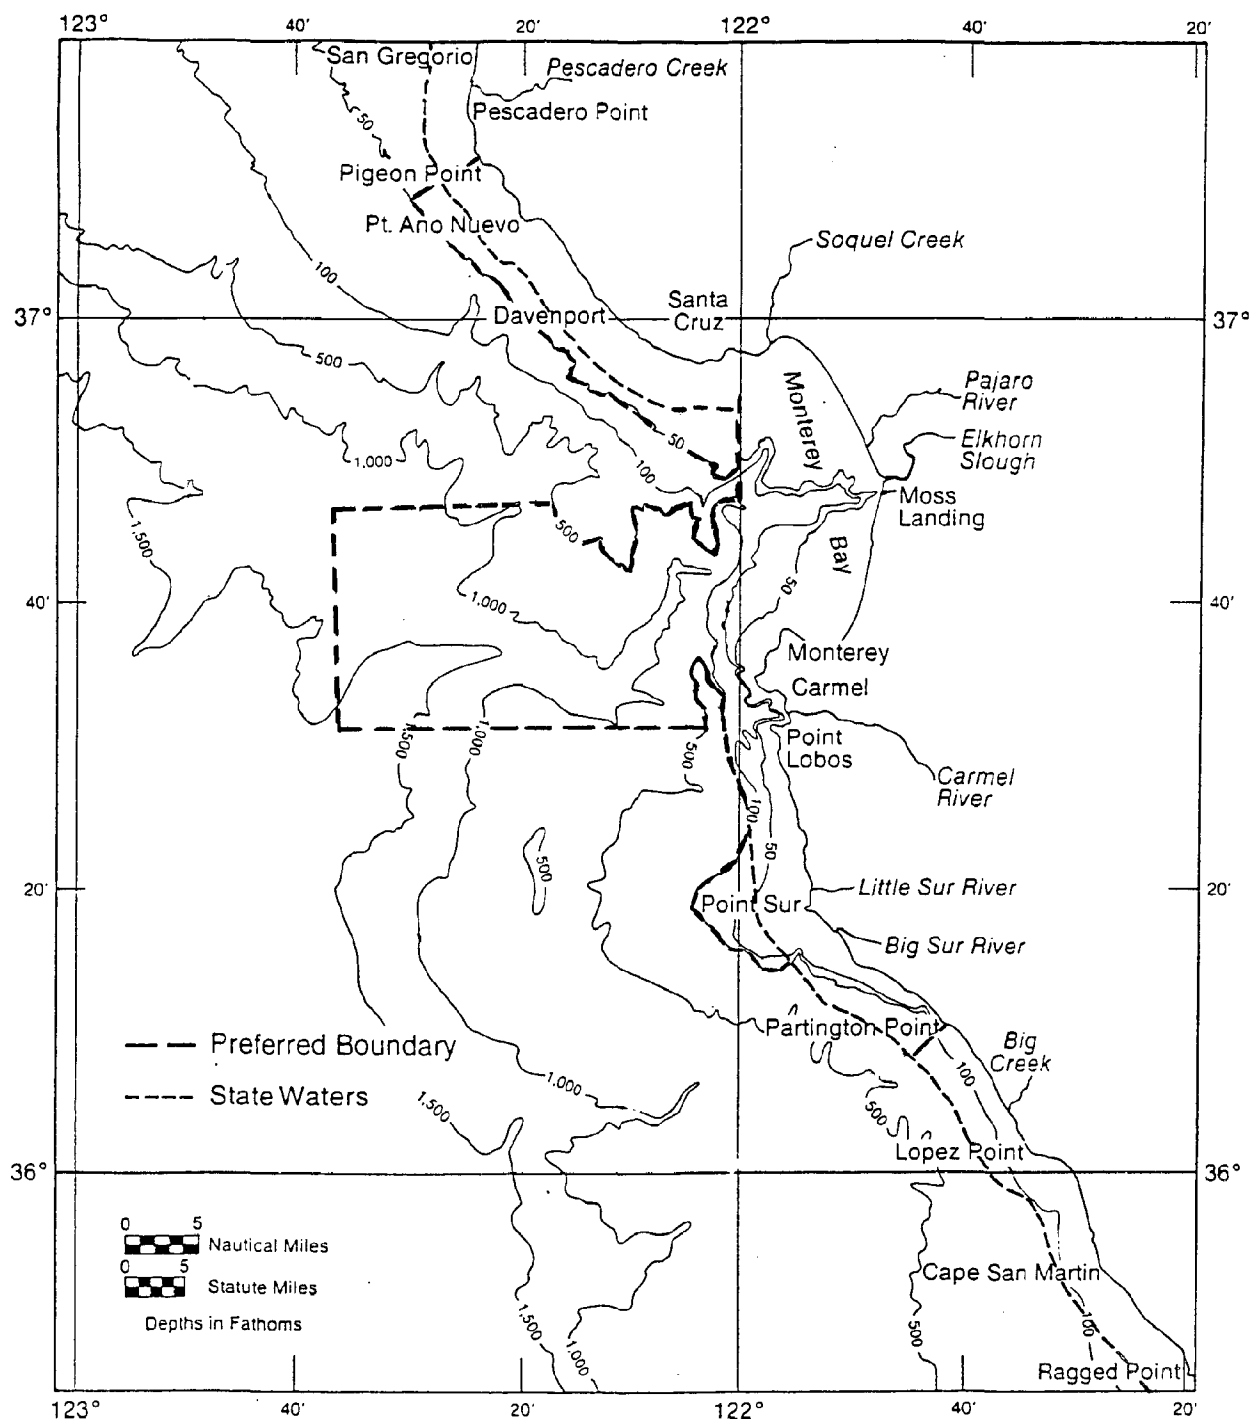 123°
40'
20'
122°
40'
20'
San Gregorio
Pescadero Creek
Pescadero Point
50
Pigeon Point
Pt. Ano Nuevo
Soquel Creek
100
Santa
Cruz
37°
Davenport
37°
500
Monterey
Pajaro
River
50
Elkhorn
Slough
1,000
100
Moss
Landing
1,500
500
Bay
50
40'
1,000
40'
Monterey
Carmel
1,500
1,000
500
Point
Lobos
Carmel
River
100
50
500
20'
Little Sur River
20'
Point Sur
Big Sur River
Partington Point
Big
Creek
Preferred Boundary
100
State Waters
1,000
1,500
500
Lopez Point
36°
36°
0 5
Nautical Miles
0 5
Statute Miles
Depths in Fathoms
Cape San Martin
1,500
1,000
500
100
Ragged Point
123°
40'
20'
122°
40'
20'